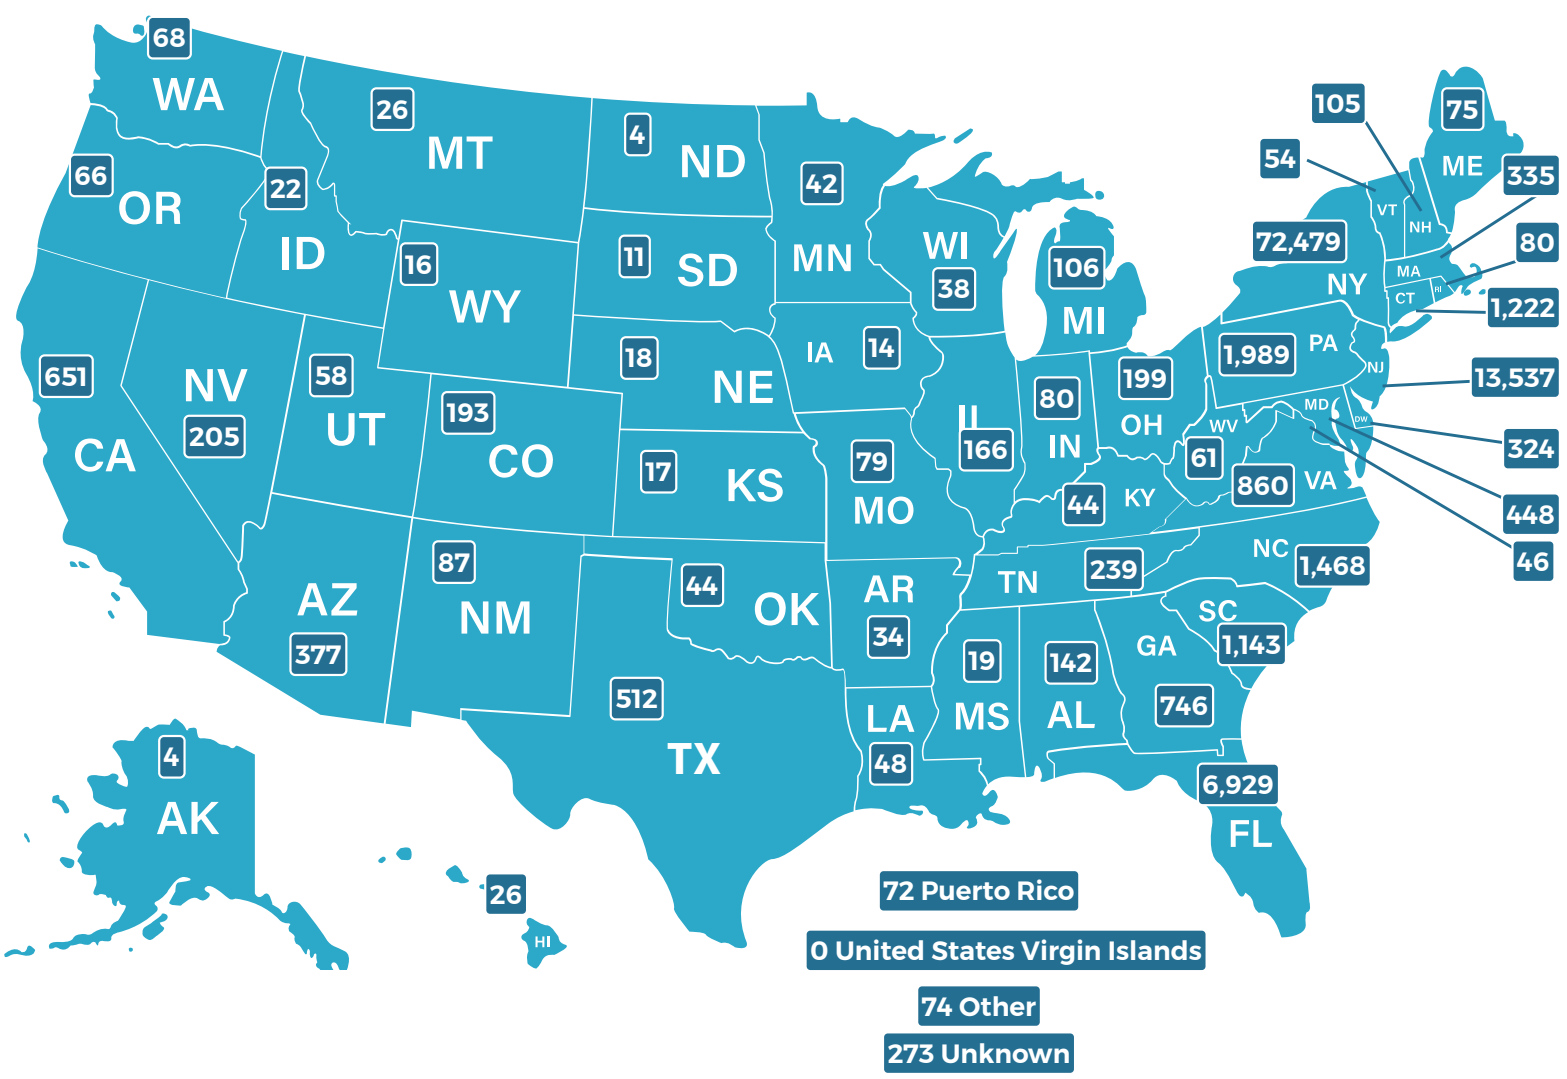 68
WA
26
MT
4
ND
42
MN
105
75
ME
54
335
66
OR
22
ID
VT
NH
72,479
NY
80
MA
RI
CT
1,222
16
WY
11
SD
WI
38
106
MI
651
CA
NV
205
58
UT
193
CO
18
NE
IA
14
IL
166
80
IN
199
OH
1,989
PA
NJ
13,537
MD
DW
324
WV
61
860
VA
448
46
17
KS
79
MO
44
KY
AZ
377
87
NM
44
OK
AR
34
TN
239
NC
1,468
SC
1,143
512
TX
LA
48
19
MS
142
AL
GA
746
6,929
FL
4
AK
26
HI
72 Puerto Rico
0 United States Virgin Islands
74 Other
273 Unknown